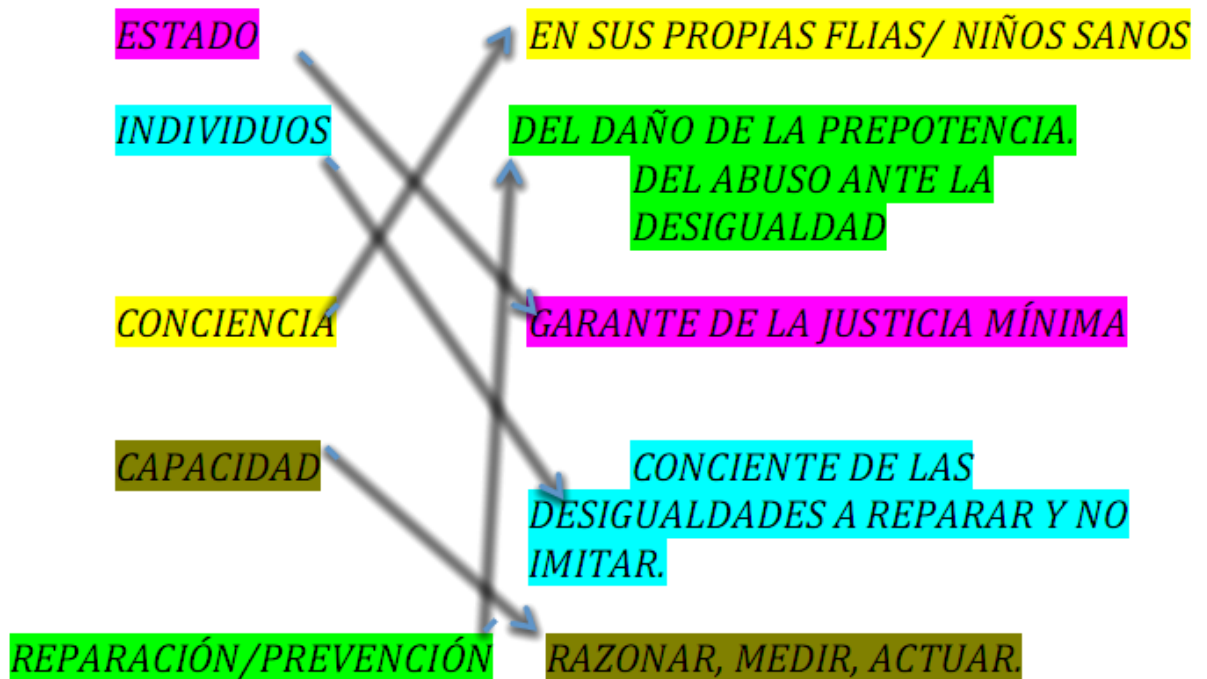 ESTADO
EN SUS PROPIAS FLIAS/ NIÑOS SANOS
INDIVIDUOS
DEL DAÑO DE LA PREPOTENCIA.
DEL ABUSO ANTE LA
DESIGUALDAD
CONCIENCIA
GARANTE DE LA JUSTICIA MÍNIMA
CAPACIDAD
CONCIENTE DE LAS
DESIGUALDADES A REPARAR Y NO
IMITAR.
REPARACIÓN/PREVENCIÓN
RAZONAR, MEDIR, ACTUAR.